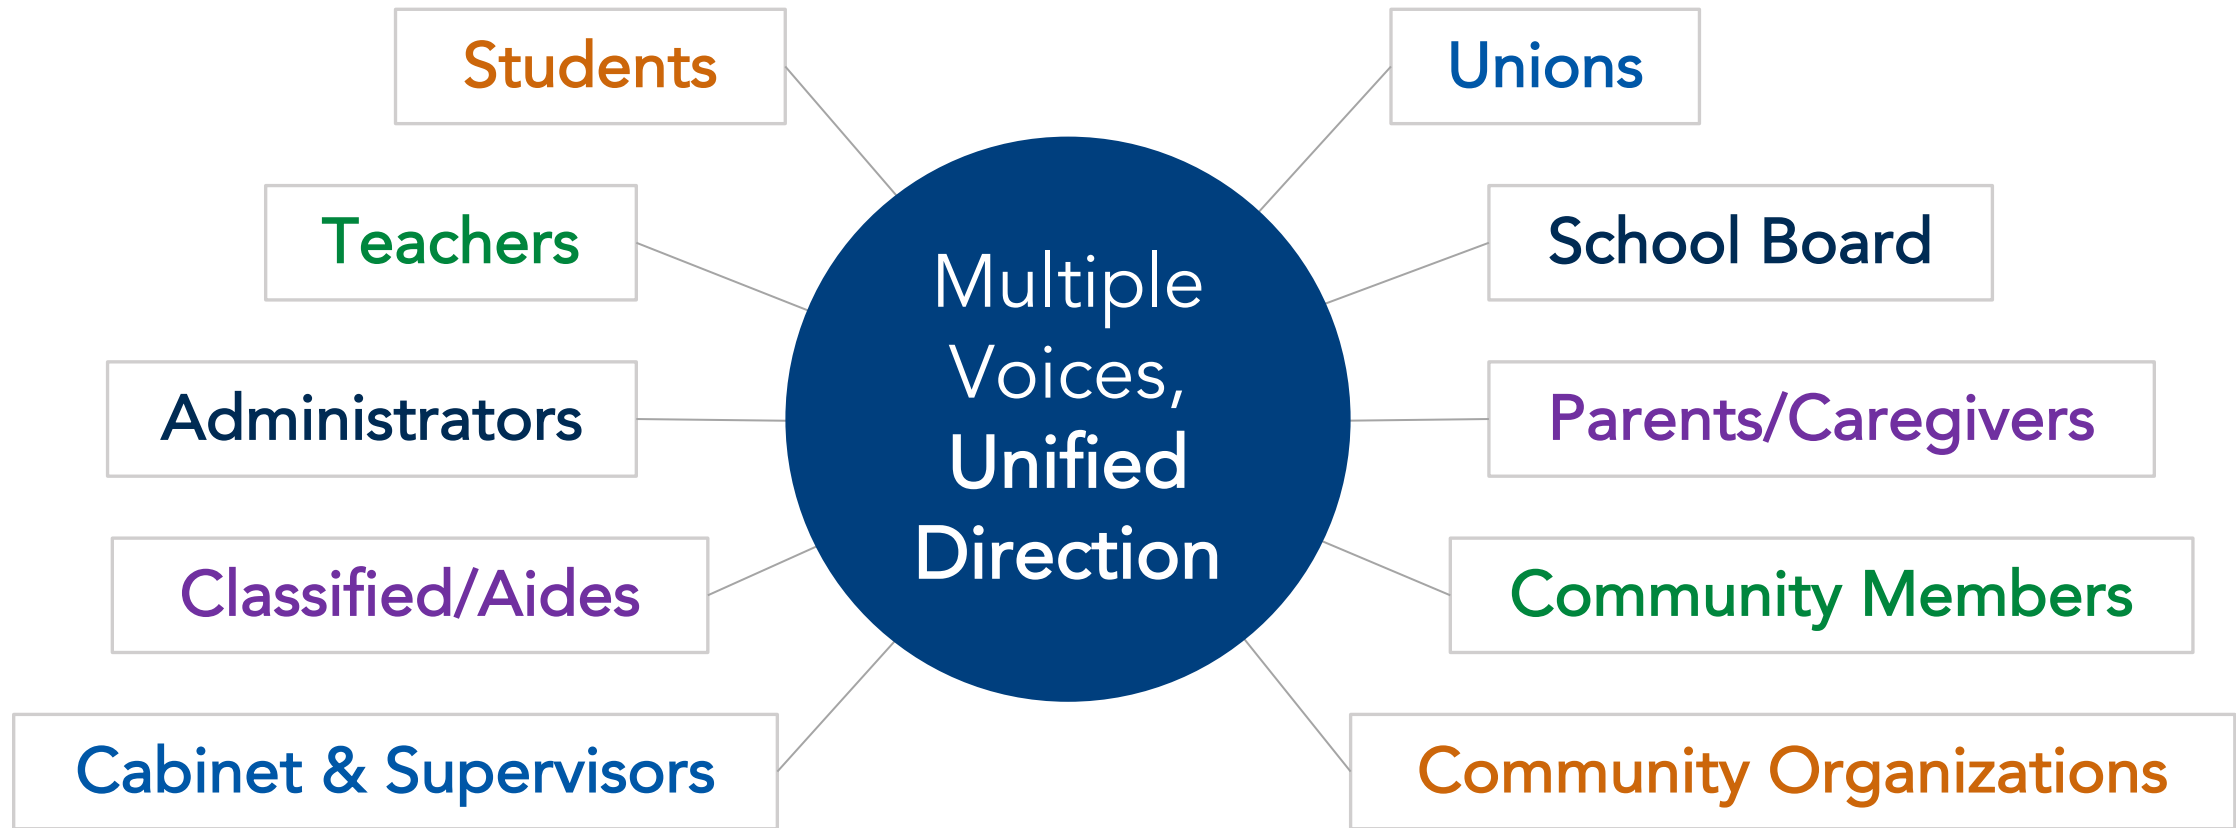 Students
Teachers
Administrators
Classified/Aides
Cabinet & Supervisors
Multiple
Voices,
Unified
Direction
Unions
School Board
Parents/Caregivers
Community Members
Community Organizations